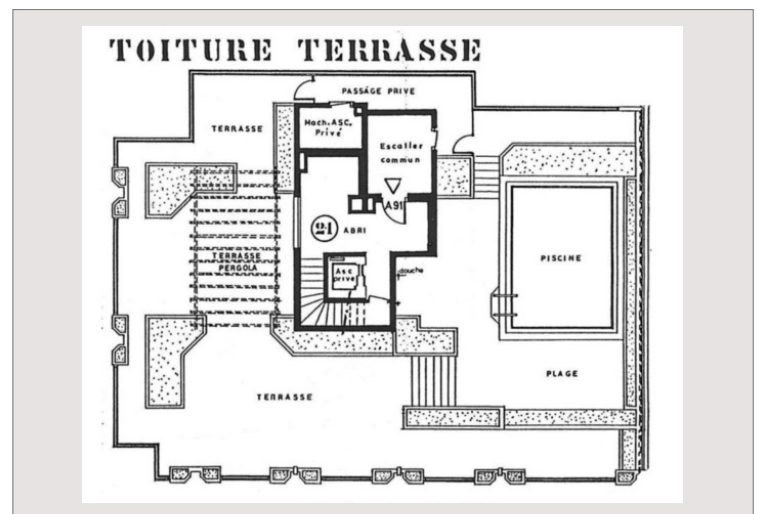 TOITURE TERRASSE
PASSAGE PRIVE
TERRASSE
Mach. ASC.
Privé
Escalier
commun
A91
21
ABRI
TERRASSE
PERGOLA
Asc
privé
douche
PISCINE
PLAGE
TERRASSE